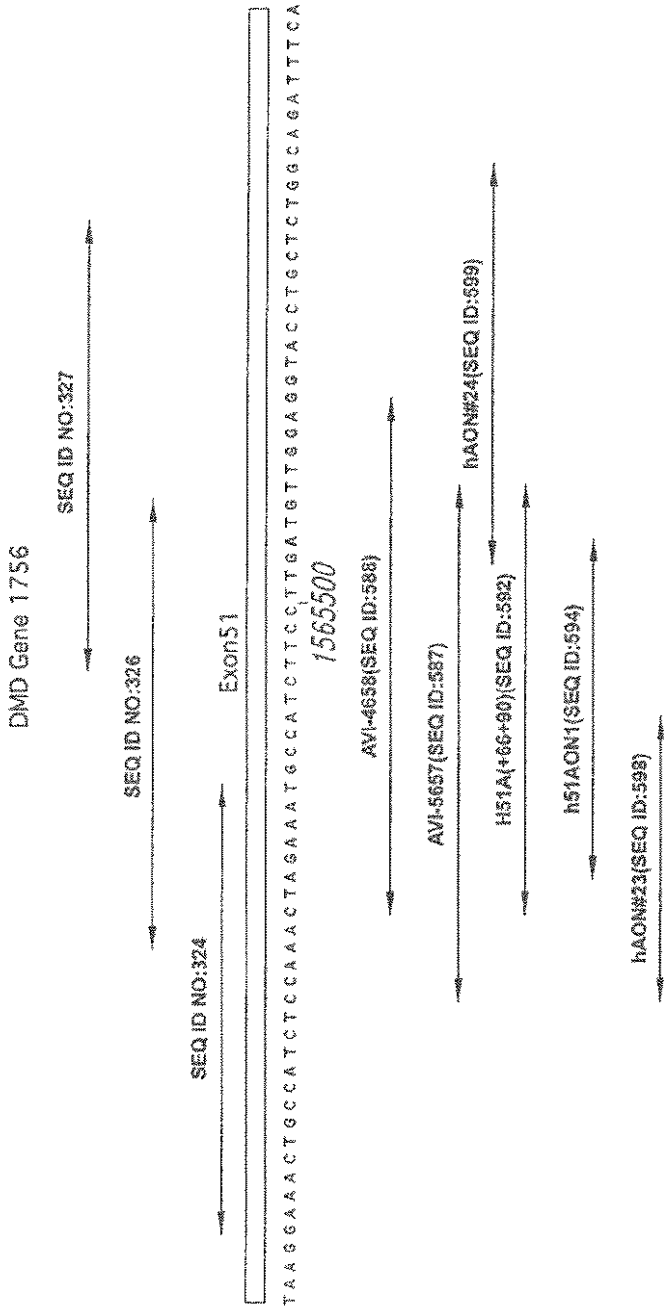 DMD Gene 1756
SEQ ID NO:327
SEQ ID NO:326
SEQ ID NO:324
Exon51
T A A G G A A A C T G C C A T C T C C A A A C T A G A A A T G C C A T C T T C C T T G A T G T T G G A G G T A C C T G C T C T G G C A G A T T T C A
1565500
AVI-4658(SEQ ID:588)
AVI-5657(SEQ ID:587)
hAON#24(SEQ ID:599)
H51A(+66+90)(SEQ ID:592)
h51AON1(SEQ ID:594)
hAON#23(SEQ ID:598)